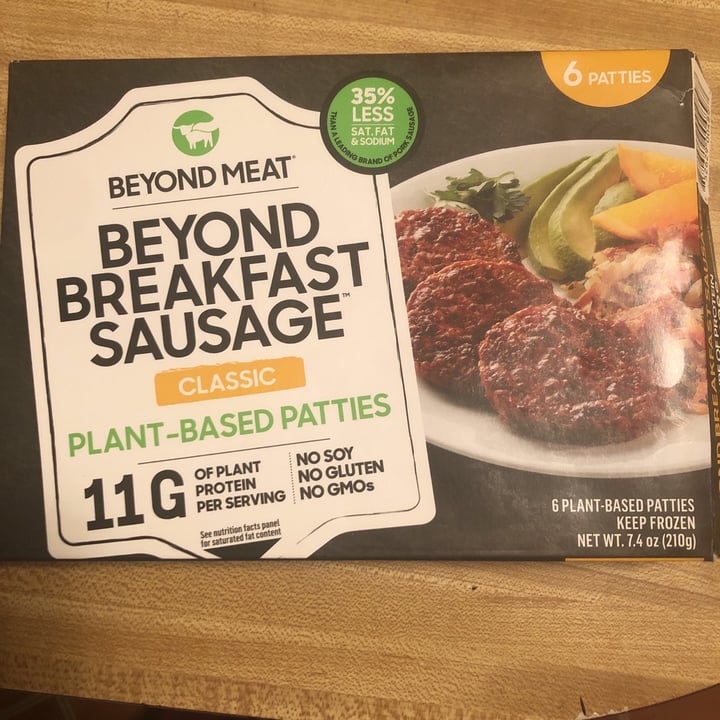 6 PATTIES
35%
LESS
SAT. FAT
& SODIUM
THAN A LEADING BRAND OF PORK SAUSAGE
BEYOND MEAT®
BEYOND
BREAKFAST
SAUSAGE™
CLASSIC
PLANT-BASED PATTIES
11G
OF PLANT
PROTEIN
PER SERVING
NO SOY
NO GLUTEN
NO GMOs
See nutrition facts panel
for saturated fat content
6 PLANT-BASED PATTIES
KEEP FROZEN
NET WT. 7.4 oz (210g)